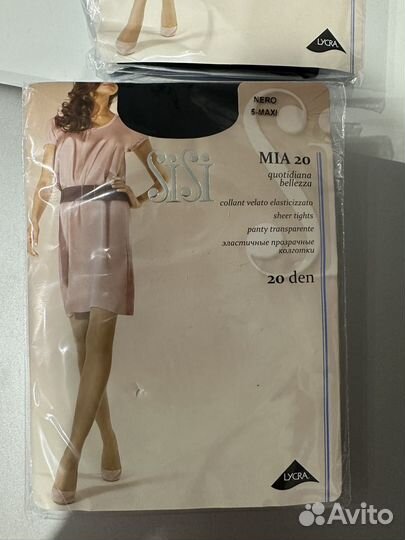 LYCRA
NERO
5-MAXI
SiSi
MIA 20
quotidiana
bellezza
collant velato elasticizzato
sheer tights
panty transparente
эластичные прозрачные
колготки
20 den
LYCRA
Avito